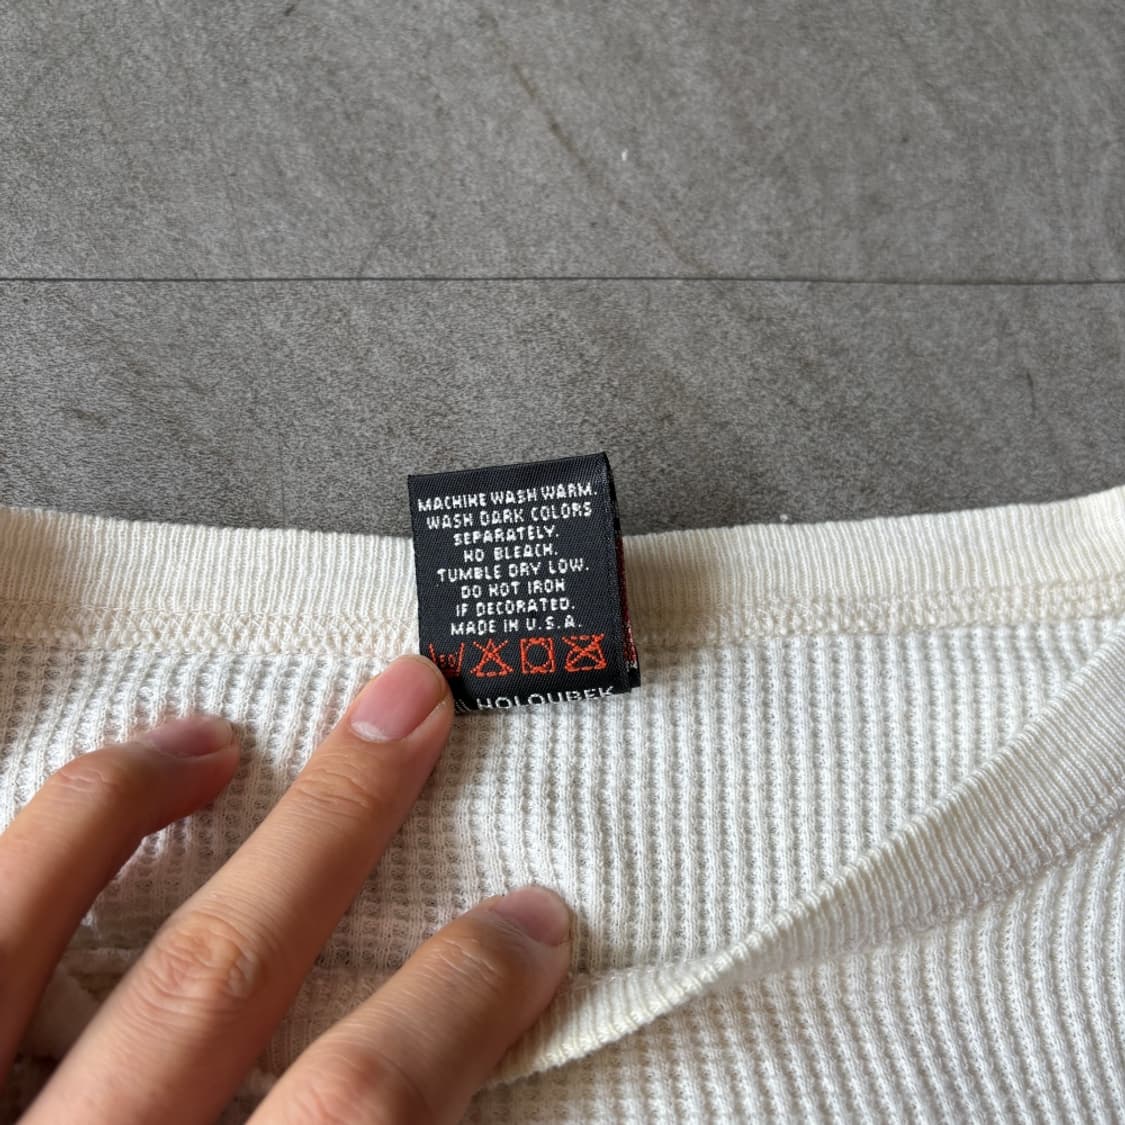 MACHINE WASH WARM.
WASH DARK COLORS
SEPARATELY.
NO BLEACH.
TUMBLE DRY LOW.
DO NOT IRON
IF DECORATED.
MADE IN U.S.A.
50
HOLOUBEK